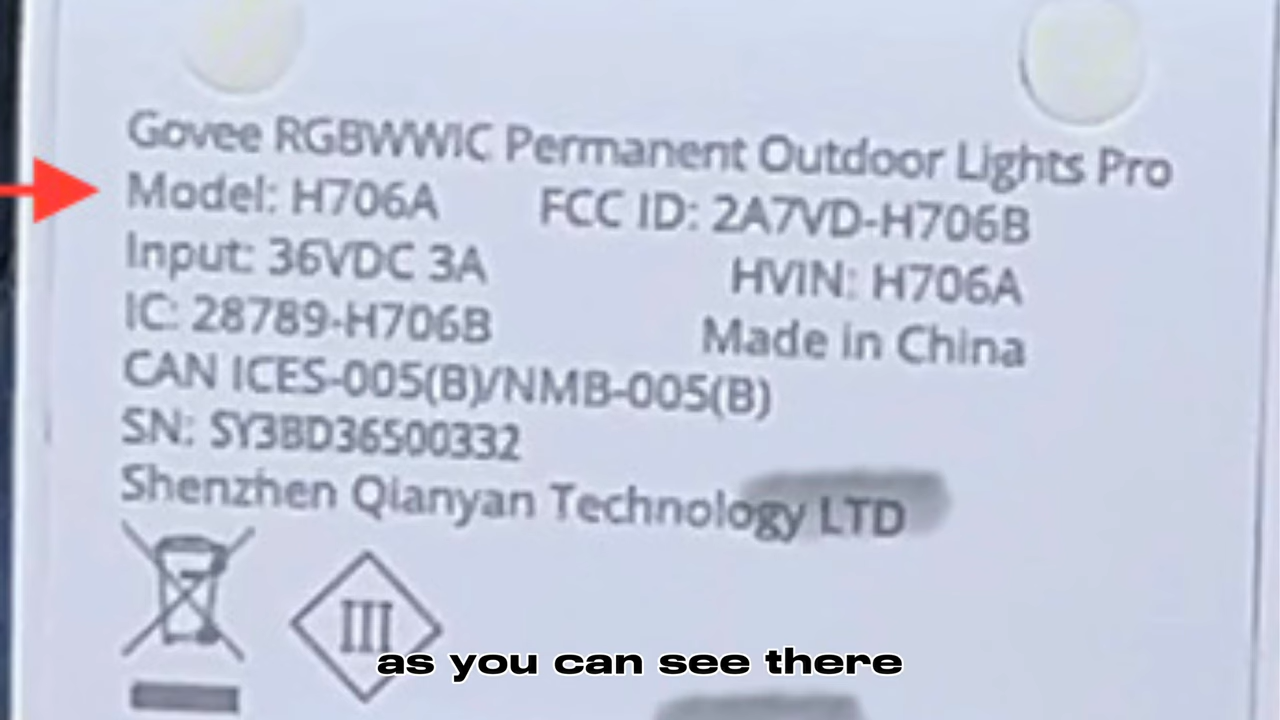 Govee RGBWWIC Permanent Outdoor Lights Pro
Model: H706A FCC ID: 2A7VD-H706B
Input: 36VDC 3A HVIN: H706A
IC: 28789-H706B Made in China
CAN ICES-005(B)/NMB-005(B)
SN: SY3BD36500332
Shenzhen Qianyan Technology LTD
III
as you can see there